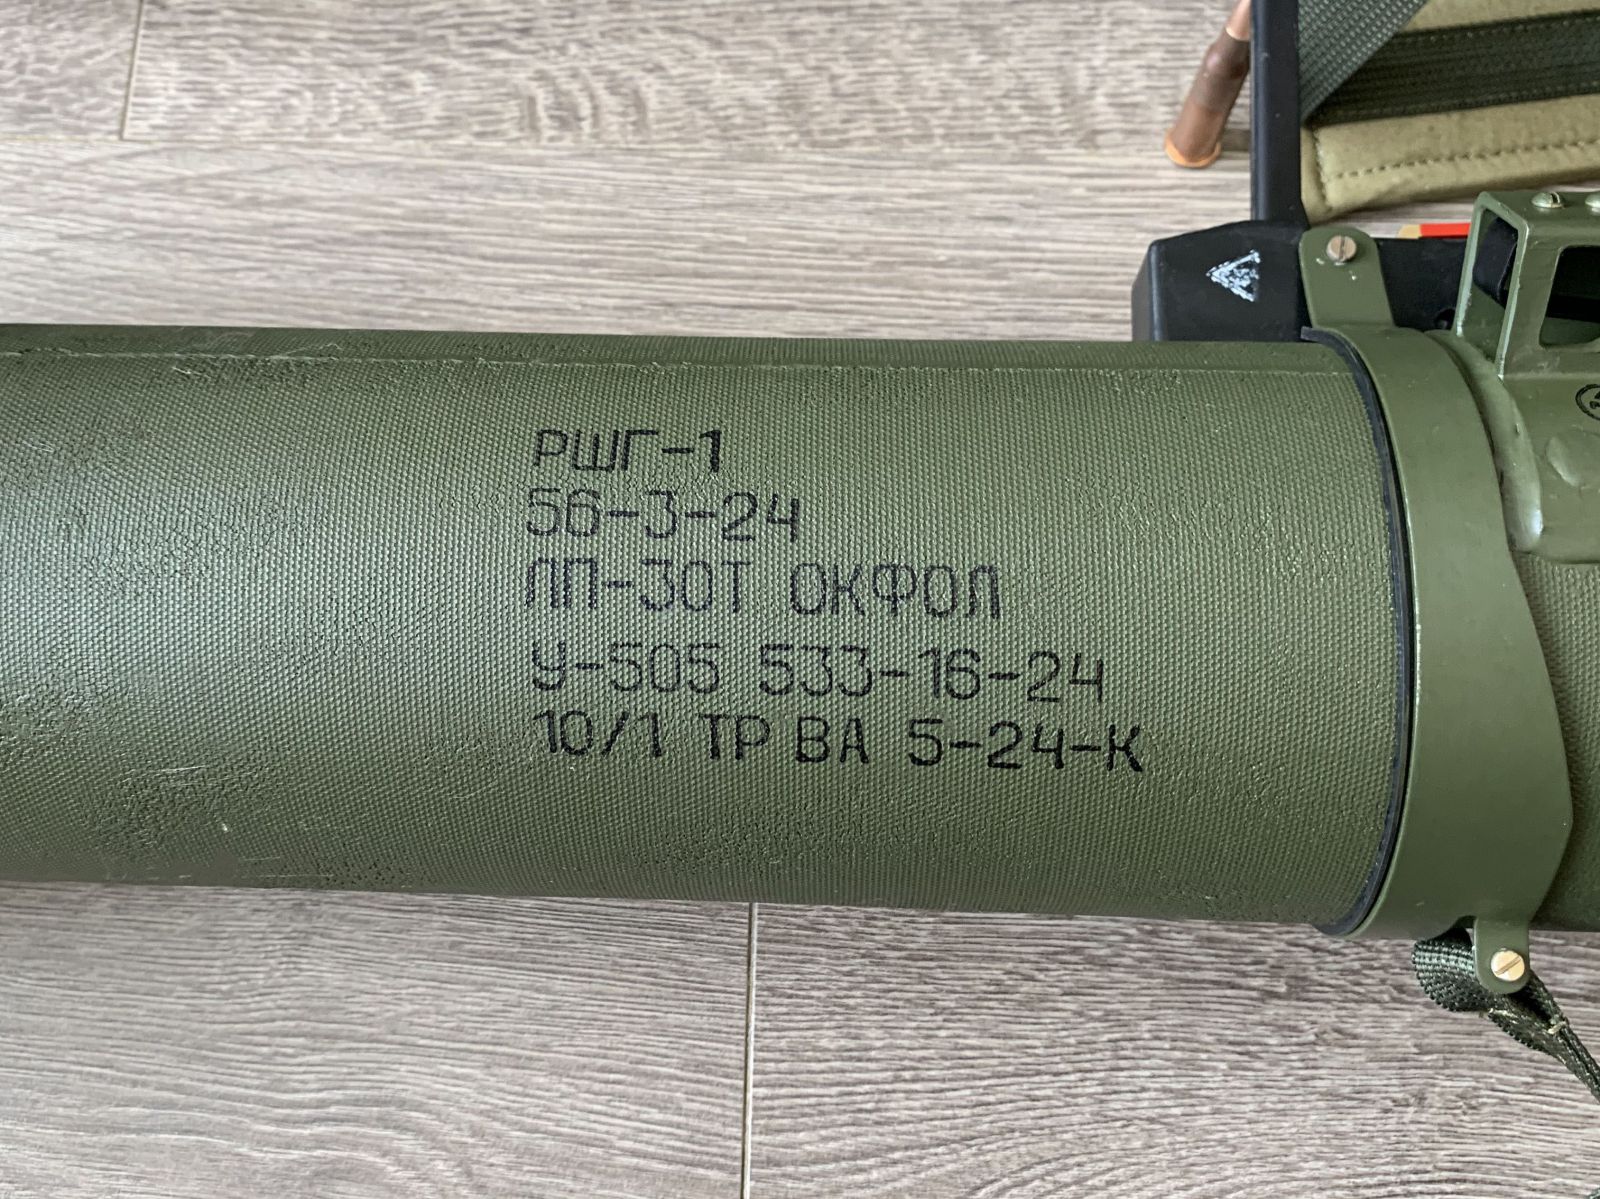 РШГ-1
56-3-24
ЛП-30Т ОКФОЛ
У-505 533-16-24
10/1 ТР ВА 5-24-К